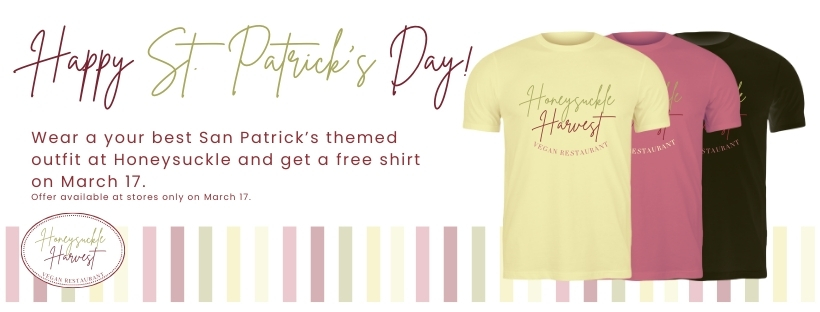 Happy St. Patrick's Day!
Wear a your best San Patrick's themed
outfit at Honeysuckle and get a free shirt
on March 17.
Offer available at stores only on March 17.
Honeysuckle
Harvest
VEGAN RESTAURANT
Honeysuckle
Harvest
VEGAN RESTAURANT